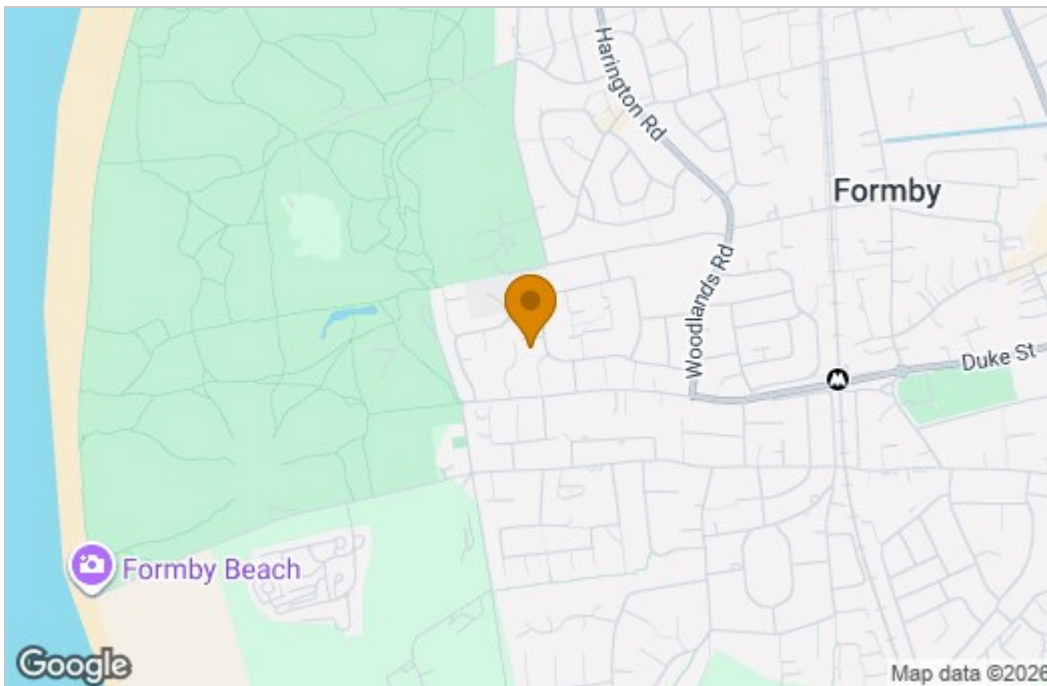 Harington Rd
Formby
Woodlands Rd
Duke St
Formby Beach
Google
Map data ©2026